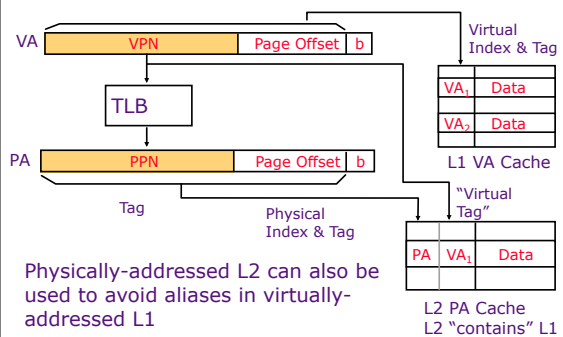 VA
VPN
Page Offset
b
Virtual
Index & Tag
TLB
VA1
Data
VA2
Data
L1 VA Cache
PA
PPN
Page Offset
b
Tag
Physical
Index & Tag
"Virtual
Tag"
PA
VA1
Data
L2 PA Cache
L2 "contains" L1
Physically-addressed L2 can also be
used to avoid aliases in virtually-
addressed L1